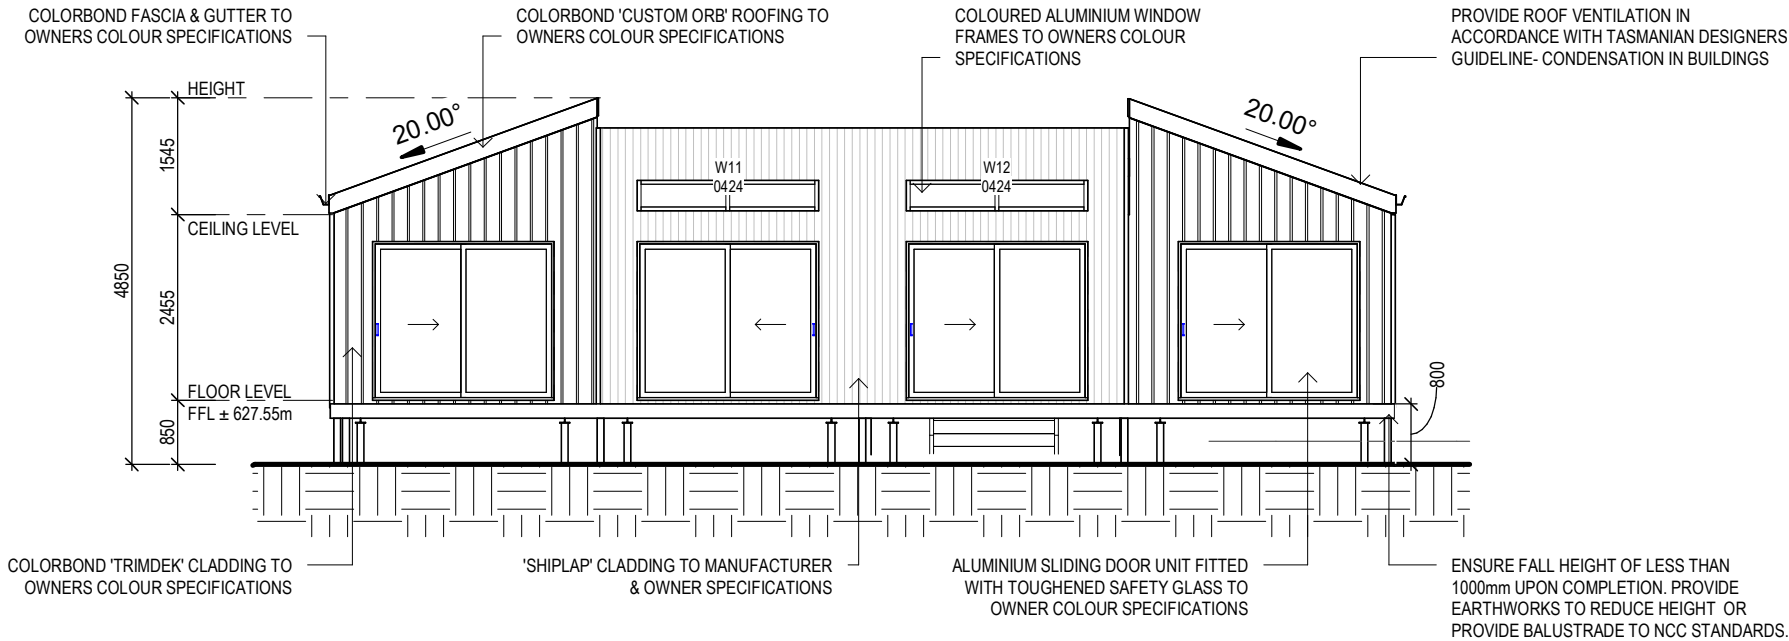 COLORBOND FASCIA & GUTTER TO
OWNERS COLOUR SPECIFICATIONS
COLORBOND 'CUSTOM ORB' ROOFING TO
OWNERS COLOUR SPECIFICATIONS
COLOURED ALUMINIUM WINDOW
FRAMES TO OWNERS COLOUR
SPECIFICATIONS
PROVIDE ROOF VENTILATION IN
ACCORDANCE WITH TASMANIAN DESIGNERS
GUIDELINE- CONDENSATION IN BUILDINGS
HEIGHT
20.00°
20.00°
1545
W11
0424
W12
0424
CEILING LEVEL
4850
2455
FLOOR LEVEL
FFL ± 627.55m
850
800
COLORBOND 'TRIMDEK' CLADDING TO
OWNERS COLOUR SPECIFICATIONS
'SHIPLAP' CLADDING TO MANUFACTURER
& OWNER SPECIFICATIONS
ALUMINIUM SLIDING DOOR UNIT FITTED
WITH TOUGHENED SAFETY GLASS TO
OWNER COLOUR SPECIFICATIONS
ENSURE FALL HEIGHT OF LESS THAN
1000mm UPON COMPLETION. PROVIDE
EARTHWORKS TO REDUCE HEIGHT OR
PROVIDE BALUSTRADE TO NCC STANDARDS.